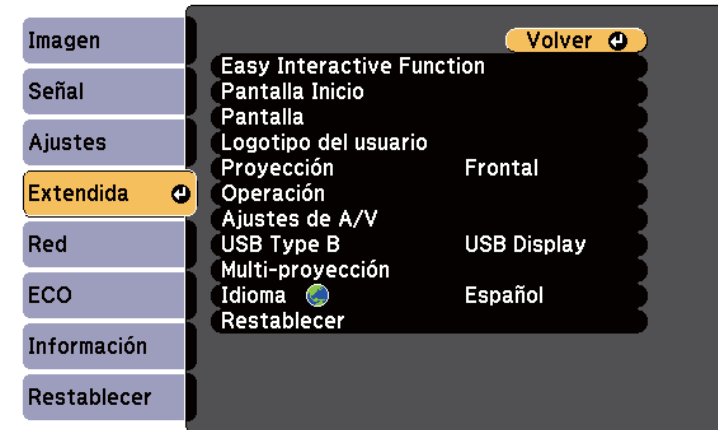 Imagen
Señal
Ajustes
Extendida
Red
ECO
Información
Restablecer
Volver
Easy Interactive Function
Pantalla Inicio
Pantalla
Logotipo del usuario
Proyección Frontal
Operación
Ajustes de A/V
USB Type B USB Display
Multi-proyección
Idioma Español
Restablecer